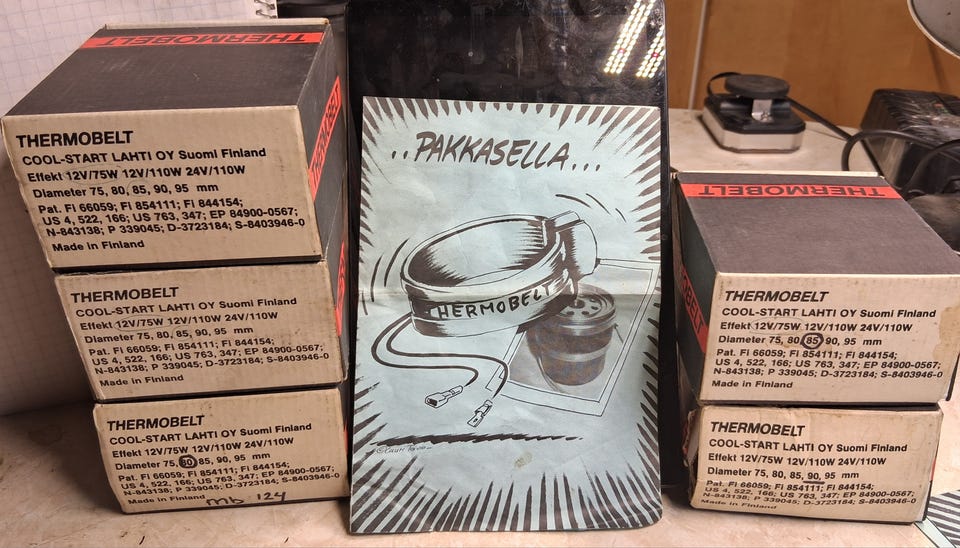 THERMOBELT
THERMOBELT
THERMOBELT
COOL-START LAHTI OY Suomi Finland
Effekt 12V/75W 12V/110W 24V/110W
Diameter 75, 80, 85, 90, 95 mm
Pat. Fi 66059; Fi 854111; Fi 844154;
US 4, 522, 166; US 763, 347; EP 84900-0567;
N-843138; P 339045; D-3723184; S-8403946-0
Made in Finland
THERMOBELT
COOL-START LAHTI OY Suomi Finland
Effekt 12V/75W 12V/110W 24V/110W
Diameter 75, 80, 85, 90, 95 mm
Pat. Fi 66059; Fi 854111; Fi 844154;
US 4, 522, 166; US 763, 347; EP 84900-0567;
N-843138; P 339045; D-3723184; S-8403946-0
Made in Finland
THERMOBELT
COOL-START LAHTI OY Suomi Finland
Effekt 12V/75W 12V/110W 24V/110W
Diameter 75, 80, 85, 90, 95 mm
Pat. Fi 66059; Fi 854111; Fi 844154;
US 4, 522, 166; US 763, 347; EP 84900-0567;
N-843138; P 339045; D-3723184; S-8403946-0
Made in Finland
mb 124
..PAKKASELLA...
THERMOBELT
THERMOBELT
THERMOBELT
THERMOBELT
COOL-START LAHTI OY Suomi Finland
Effekt 12V/75W 12V/110W 24V/110W
Diameter 75, 80, 85, 90, 95 mm
Pat. Fi 66059; Fi 854111; Fi 844154;
US 4, 522, 166; US 763, 347; EP 84900-0567;
N-843138; P 339045; D-3723184; S-8403946-0
Made in Finland
THERMOBELT
COOL-START LAHTI OY Suomi Finland
Effekt 12V/75W 12V/110W 24V/110W
Diameter 75, 80, 85, 90, 95 mm
Pat. Fi 66059; Fi 854111; Fi 844154;
US 4, 522, 166; US 763, 347; EP 84900-0567;
N-843138; P 339045; D-3723184; S-8403946-0
Made in Finland